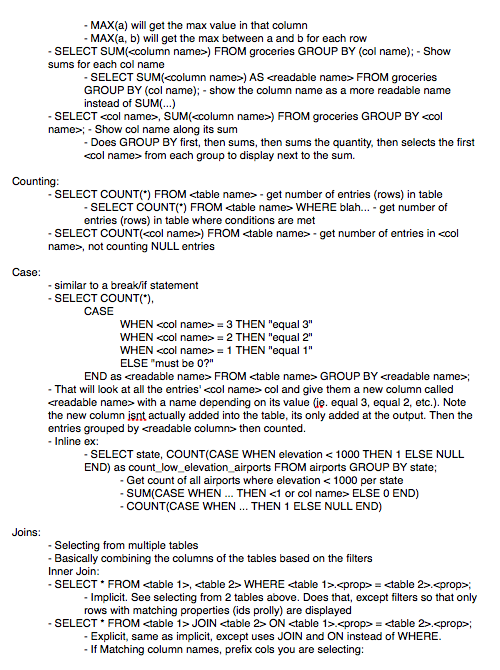 - MAX(a) will get the max value in that column
- MAX(a, b) will get the max between a and b for each row
- SELECT SUM(<column name>) FROM groceries GROUP BY (col name); - Show
sums for each col name
- SELECT SUM(<column name>) AS <readable name> FROM groceries
GROUP BY (col name); - show the column name as a more readable name
instead of SUM(...)
- SELECT <col name>, SUM(<column name>) FROM groceries GROUP BY <col
name>; - Show col name along its sum
- Does GROUP BY first, then sums, then sums the quantity, then selects the first
<col name> from each group to display next to the sum.
Counting:
- SELECT COUNT(*) FROM <table name> - get number of entries (rows) in table
- SELECT COUNT(*) FROM <table name> WHERE blah... - get number of
entries (rows) in table where conditions are met
- SELECT COUNT(<col name>) FROM <table name> - get number of entries in <col
name>, not counting NULL entries
Case:
- similar to a break/if statement
- SELECT COUNT(*),
CASE
WHEN <col name> = 3 THEN "equal 3"
WHEN <col name> = 2 THEN "equal 2"
WHEN <col name> = 1 THEN "equal 1"
ELSE "must be 0?"
END as <readable name> FROM <table name> GROUP BY <readable name>;
- That will look at all the entries' <col name> col and give them a new column called
<readable name> with a name depending on its value (ie. equal 3, equal 2, etc.). Note
the new column isnt actually added into the table, its only added at the output. Then the
entries grouped by <readable column> then counted.
- Inline ex:
- SELECT state, COUNT(CASE WHEN elevation < 1000 THEN 1 ELSE NULL
END) as count_low_elevation_airports FROM airports GROUP BY state;
- Get count of all airports where elevation < 1000 per state
- SUM(CASE WHEN ... THEN <1 or col name> ELSE 0 END)
- COUNT(CASE WHEN ... THEN 1 ELSE NULL END)
Joins:
- Selecting from multiple tables
- Basically combining the columns of the tables based on the filters
Inner Join:
- SELECT * FROM <table 1>, <table 2> WHERE <table 1>.<prop> = <table 2>.<prop>;
- Implicit. See selecting from 2 tables above. Does that, except filters so that only
rows with matching properties (ids prolly) are displayed
- SELECT * FROM <table 1> JOIN <table 2> ON <table 1>.<prop> = <table 2>.<prop>;
- Explicit, same as implicit, except uses JOIN and ON instead of WHERE.
- If Matching column names, prefix cols you are selecting: